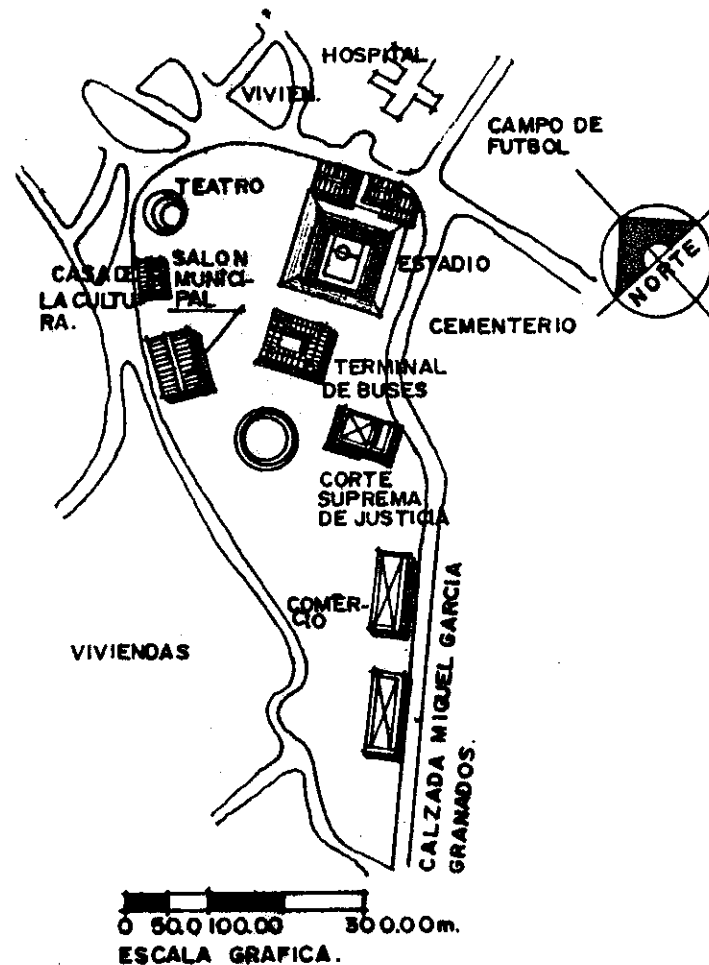 HOSPITAL
VIVIEN.
CAMPO DE
FUTBOL
TEATRO
NORTE
CASA DE
LA CULTU
RA.
SALON
MUNICI-
PAL
ESTADIO
CEMENTERIO
TERMINAL
DE BUSES
CORTE
SUPREMA
DE JUSTICIA
COMER-
CIO
VIVIENDAS
CALZADA MIGUEL GARCIA
GRANADOS.
0 50.0 100.00 300.00m.
ESCALA GRAFICA.